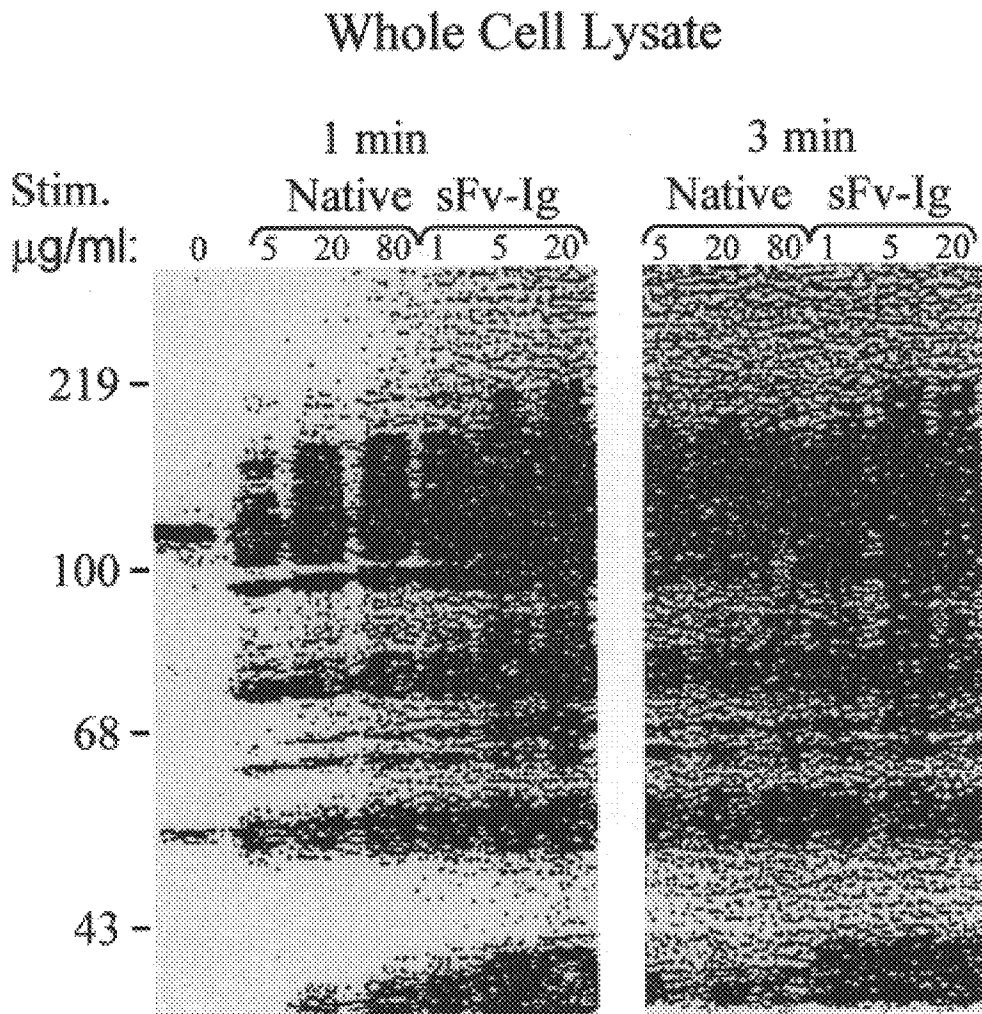 Whole Cell Lysate
1 min 3 min
Stim. Native sFv-Ig Native sFv-Ig
µg/ml: 0 5 20 80 1 5 20 5 20 80 1 5 20
219
100
68
43